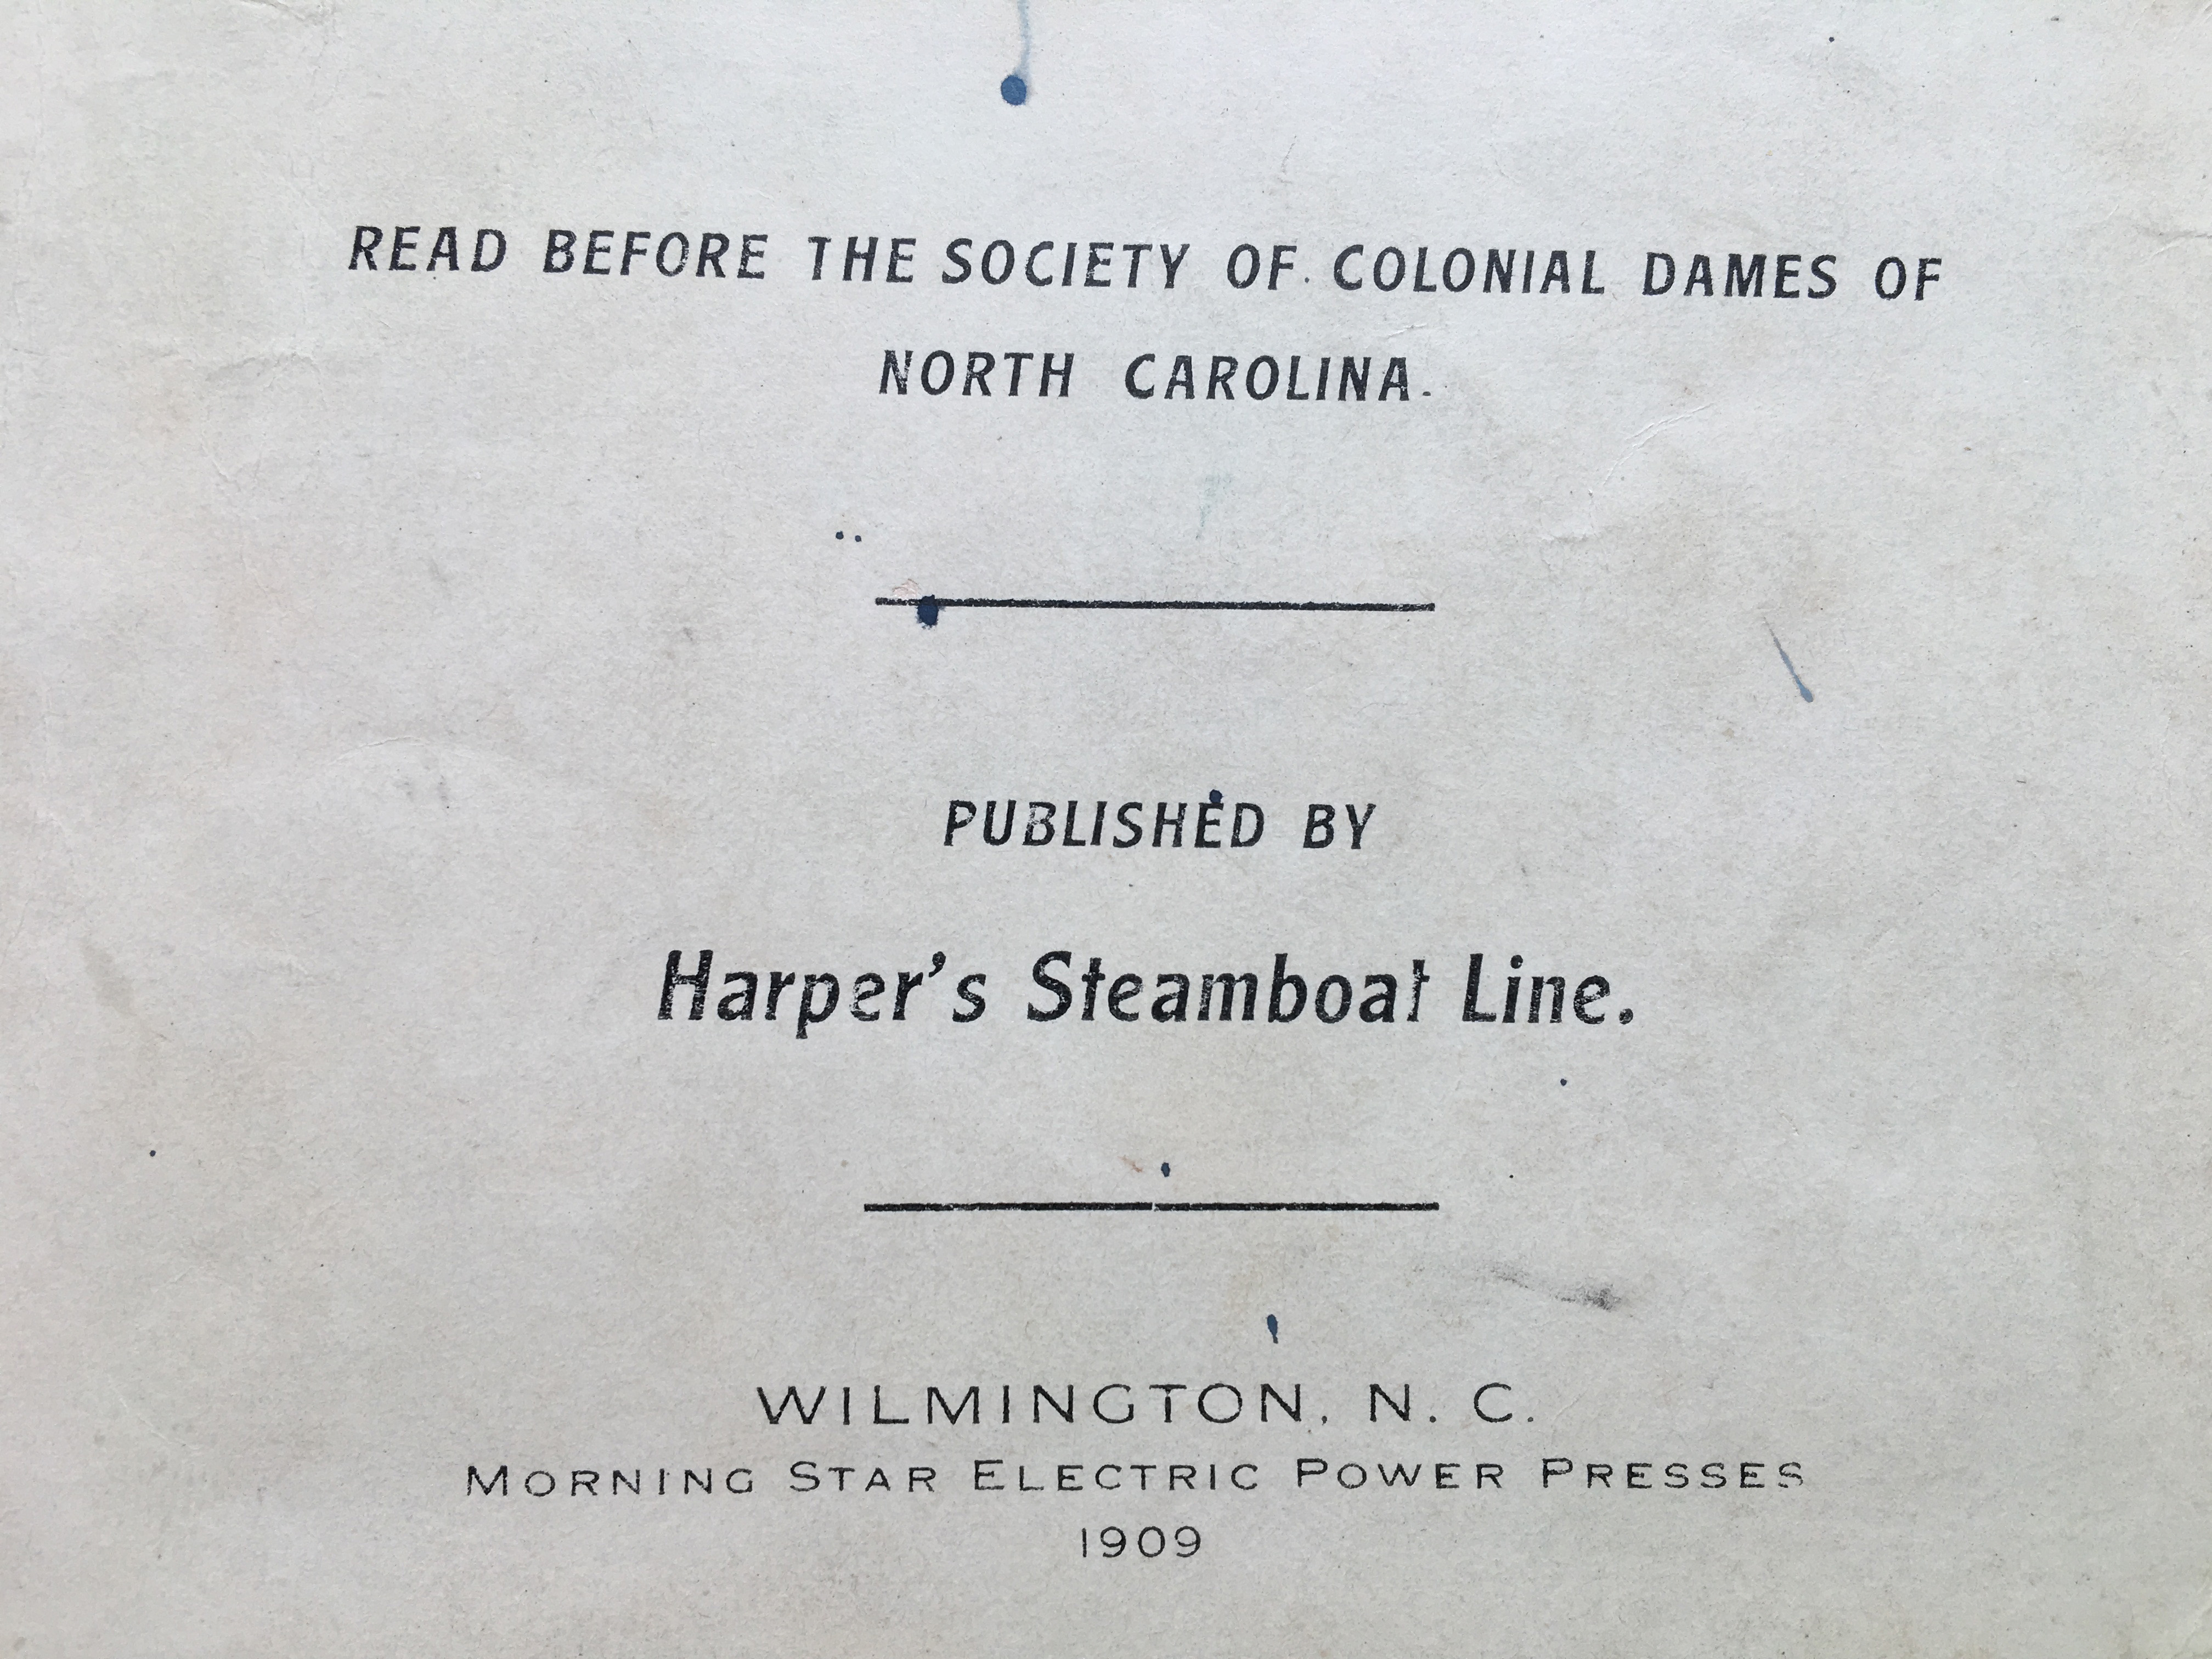 READ BEFORE THE SOCIETY OF COLONIAL DAMES OF
NORTH CAROLINA.
PUBLISHED BY
Harper's Steamboat Line.
WILMINGTON, N. C.
MORNING STAR ELECTRIC POWER PRESSES
1909